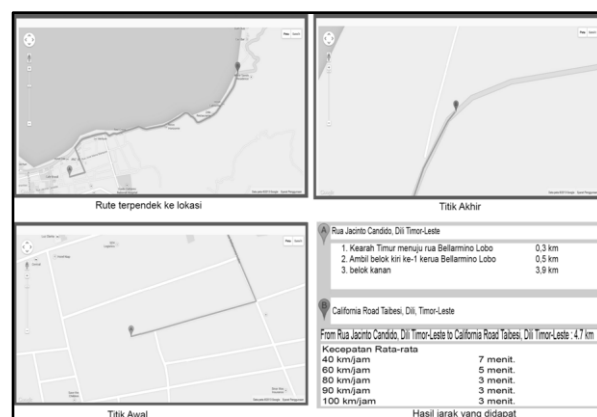 Rute terpendek ke lokasi
Titik Akhir
Titik Awal
A Rua Jacinto Candido, Dili Timor-Leste
1. Kearah Timur menuju rua Bellarmino Lobo 0,3 km
2. Ambil belok kiri ke-1 kerua Bellarmino Lobo 0,5 km
3. belok kanan 3,9 km
B California Road Taibesi, Dili, Timor-Leste
From Rua Jacinto Candido, Dili Timor-Leste to California Road Taibesi, Dili Timor-Leste : 4.7 km
Kecepatan Rata-rata
40 km/jam 7 menit.
60 km/jam 5 menit.
80 km/jam 3 menit.
90 km/jam 3 menit.
100 km/jam 3 menit.
Hasil jarak yang didapat